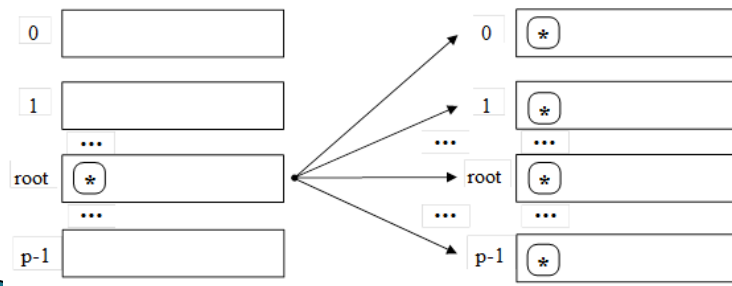 0 0 *
1 1 *
... ... ...
root * root *
... ... ...
p-1 p-1 *